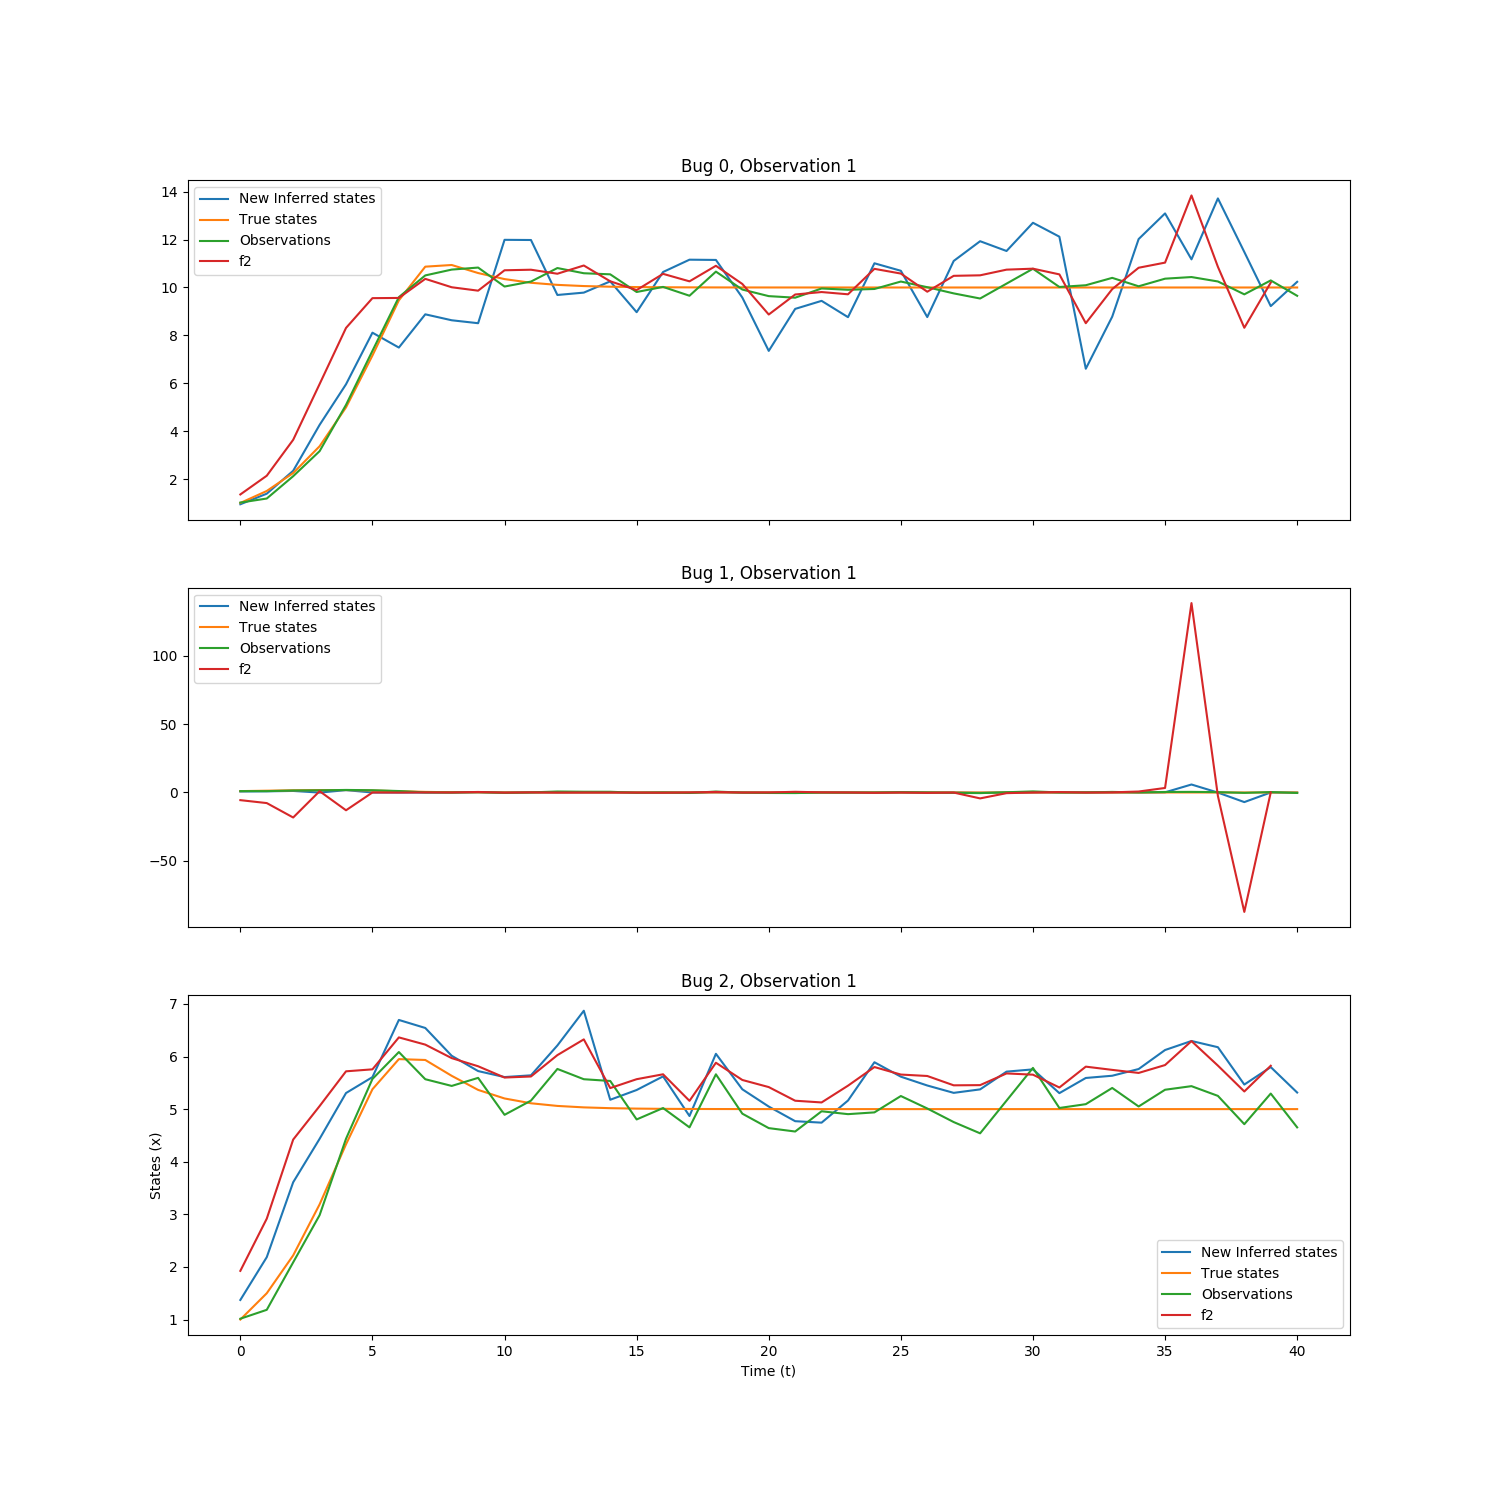 Bug 0, Observation 1
14
12
10
8
6
4
2
New Inferred states
True states
Observations
f2
Bug 1, Observation 1
100
50
0
−50
New Inferred states
True states
Observations
f2
Bug 2, Observation 1
7
6
5
4
3
2
1
States (x)
New Inferred states
True states
Observations
f2
0 5 10 15 20 25 30 35 40
Time (t)